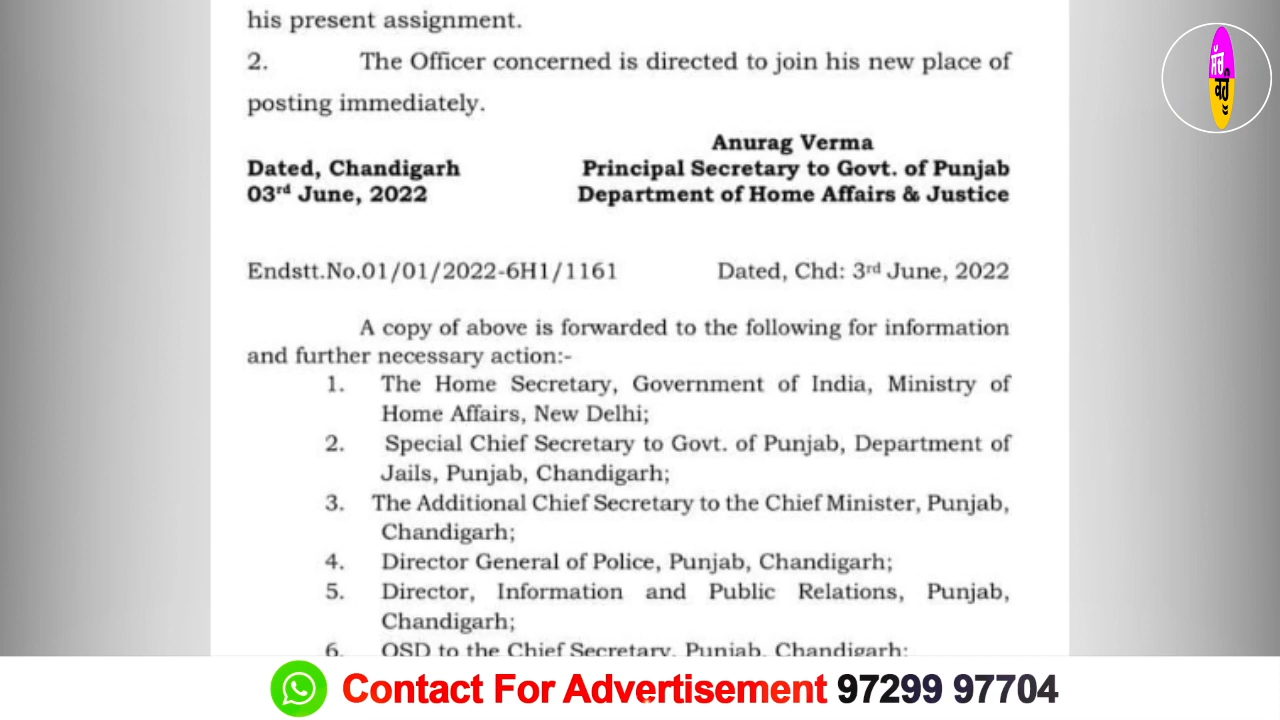 his present assignment.
2. The Officer concerned is directed to join his new place of
posting immediately.
Anurag Verma
Dated, Chandigarh Principal Secretary to Govt. of Punjab
03rd June, 2022 Department of Home Affairs & Justice
Endstt.No.01/01/2022-6H1/1161 Dated, Chd: 3rd June, 2022
A copy of above is forwarded to the following for information
and further necessary action:-
1. The Home Secretary, Government of India, Ministry of
Home Affairs, New Delhi;
2. Special Chief Secretary to Govt. of Punjab, Department of
Jails, Punjab, Chandigarh;
3. The Additional Chief Secretary to the Chief Minister, Punjab,
Chandigarh;
4. Director General of Police, Punjab, Chandigarh;
5. Director, Information and Public Relations, Punjab,
Chandigarh;
6. OSD to the Chief Secretary, Punjab, Chandigarh;
Contact For Advertisement 97299 97704